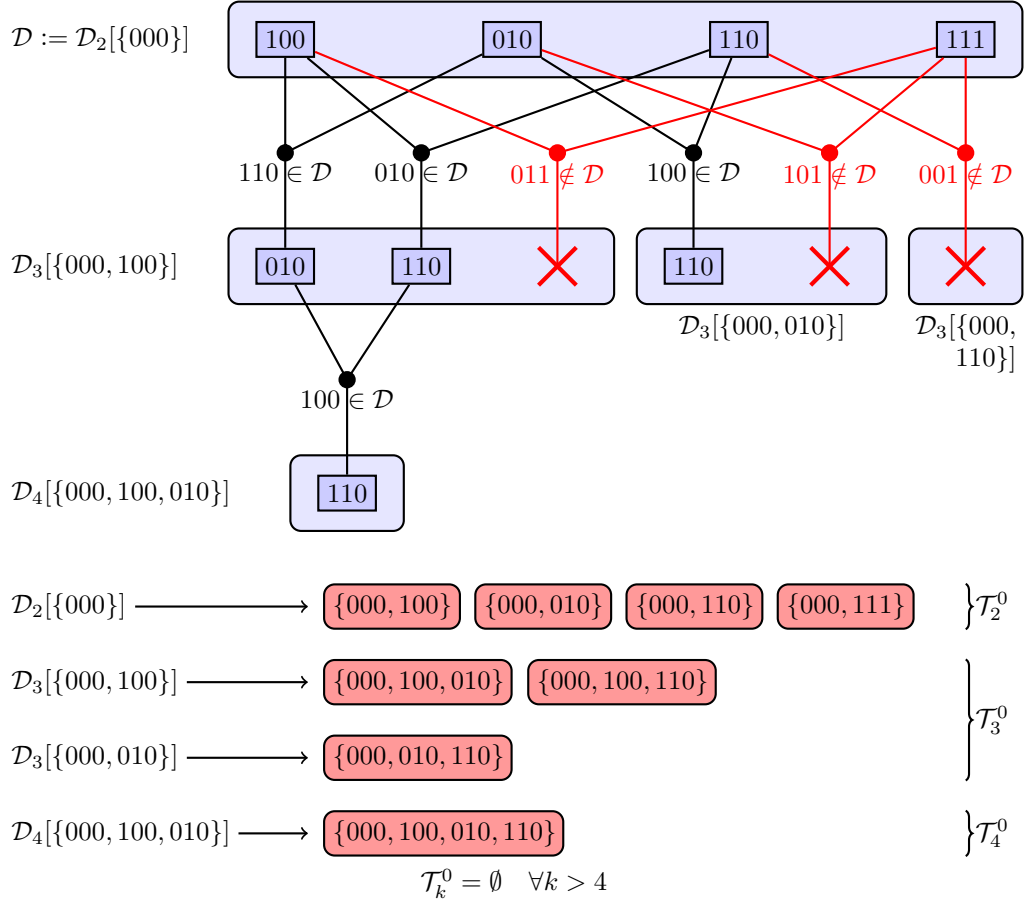 𝒟 := 𝒟₂[{000}] 100 010 110 111
110 ∈ 𝒟 010 ∈ 𝒟 011 ∉ 𝒟 100 ∈ 𝒟 101 ∉ 𝒟 001 ∉ 𝒟
𝒟₃[{000, 100}] 010 110 110
𝒟₃[{000, 010}] 𝒟₃[{000,
110}]
100 ∈ 𝒟
𝒟₄[{000, 100, 010}] 110
𝒟₂[{000}] {000, 100} {000, 010} {000, 110} {000, 111} 𝒯₂⁰
𝒟₃[{000, 100}] {000, 100, 010} {000, 100, 110}
𝒯₃⁰
𝒟₃[{000, 010}] {000, 010, 110}
𝒟₄[{000, 100, 010}] {000, 100, 010, 110} 𝒯₄⁰
𝒯ₖ⁰ = ∅ ∀k > 4